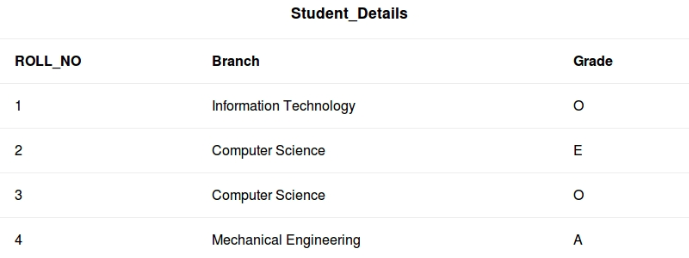 Student_Details
ROLL_NO Branch Grade
1 Information Technology O
2 Computer Science E
3 Computer Science O
4 Mechanical Engineering A